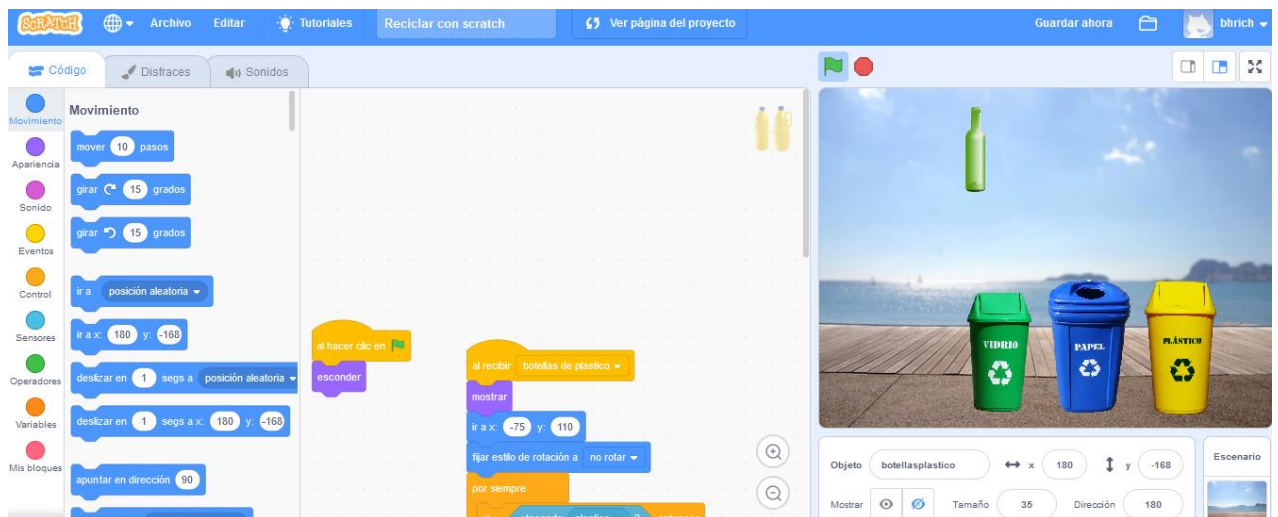 SCRATCH
Archivo
Editar
Tutoriales
Reciclar con scratch
Ver página del proyecto
Guardar ahora
bhrich
Código
Disfraces
Sonidos
Movimiento
Apariencia
Sonido
Eventos
Control
Sensores
Operadores
Variables
Mis bloques
Movimiento
mover 10 pasos
girar 15 grados
girar 15 grados
ir a posición aleatoria
ir a x: 180 y: -168
deslizar en 1 segs a posición aleatoria
deslizar en 1 segs a x: 180 y: -168
apuntar en dirección 90
al hacer clic en
esconder
al recibir botellas de plastico
mostrar
ir a x: -75 y: 110
fijar estilo de rotación a no rotar
por siempre
VIDRIO
PAPEL
PLÁSTICO
Objeto botellasplastico x 180 y -168
Mostrar Tamaño 35 Dirección 180
Escenario